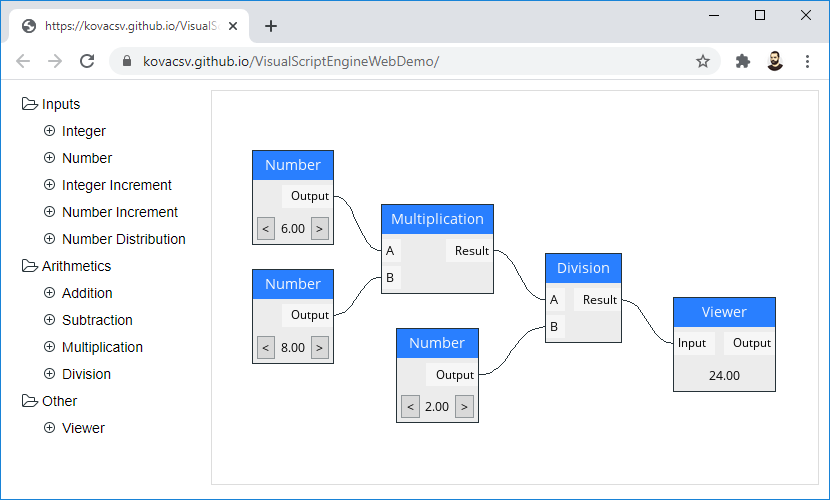 https://kovacsv.github.io/VisualS
kovacsv.github.io/VisualScriptEngineWebDemo/
Inputs
Integer
Number
Integer Increment
Number Increment
Number Distribution
Arithmetics
Addition
Subtraction
Multiplication
Division
Other
Viewer
Number
Output
< 6.00 >
Number
Output
< 8.00 >
Multiplication
A Result
B
Number
Output
< 2.00 >
Division
A Result
B
Viewer
Input Output
24.00